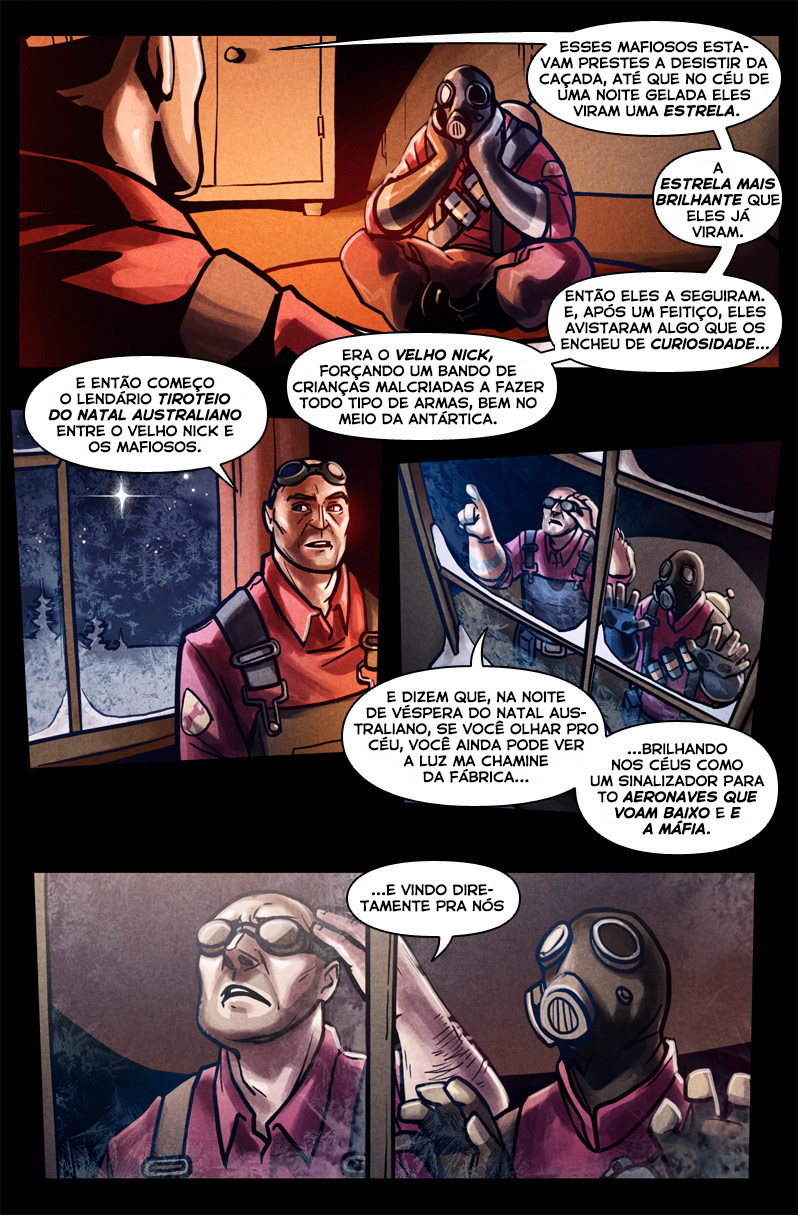 ESSES MAFIOSOS ESTA-
VAM PRESTES A DESISTIR DA
CAÇADA, ATÉ QUE NO CÉU DE
UMA NOITE GELADA ELES
VIRAM UMA ESTRELA.
A
ESTRELA MAIS
BRILHANTE QUE
ELES JÁ
VIRAM.
ENTÃO ELES A SEGUIRAM.
E, APÓS UM FEITIÇO, ELES
AVISTARAM ALGO QUE OS
ENCHEU DE CURIOSIDADE...
ERA O VELHO NICK,
FORÇANDO UM BANDO DE
CRIANÇAS MALCRIADAS A FAZER
TODO TIPO DE ARMAS, BEM NO
MEIO DA ANTÁRTICA.
E ENTÃO COMEÇO
O LENDÁRIO TIROTEIO
DO NATAL AUSTRALIANO
ENTRE O VELHO NICK E
OS MAFIOSOS.
E DIZEM QUE, NA NOITE
DE VÉSPERA DO NATAL AUS-
TRALIANO, SE VOCÊ OLHAR PRO
CÉU, VOCÊ AINDA PODE VER
A LUZ MA CHAMINE
DA FÁBRICA...
...BRILHANDO
NOS CÉUS COMO
UM SINALIZADOR PARA
TO AERONAVES QUE
VOAM BAIXO E E
A MÁFIA.
...E VINDO DIRE-
TAMENTE PRA NÓS